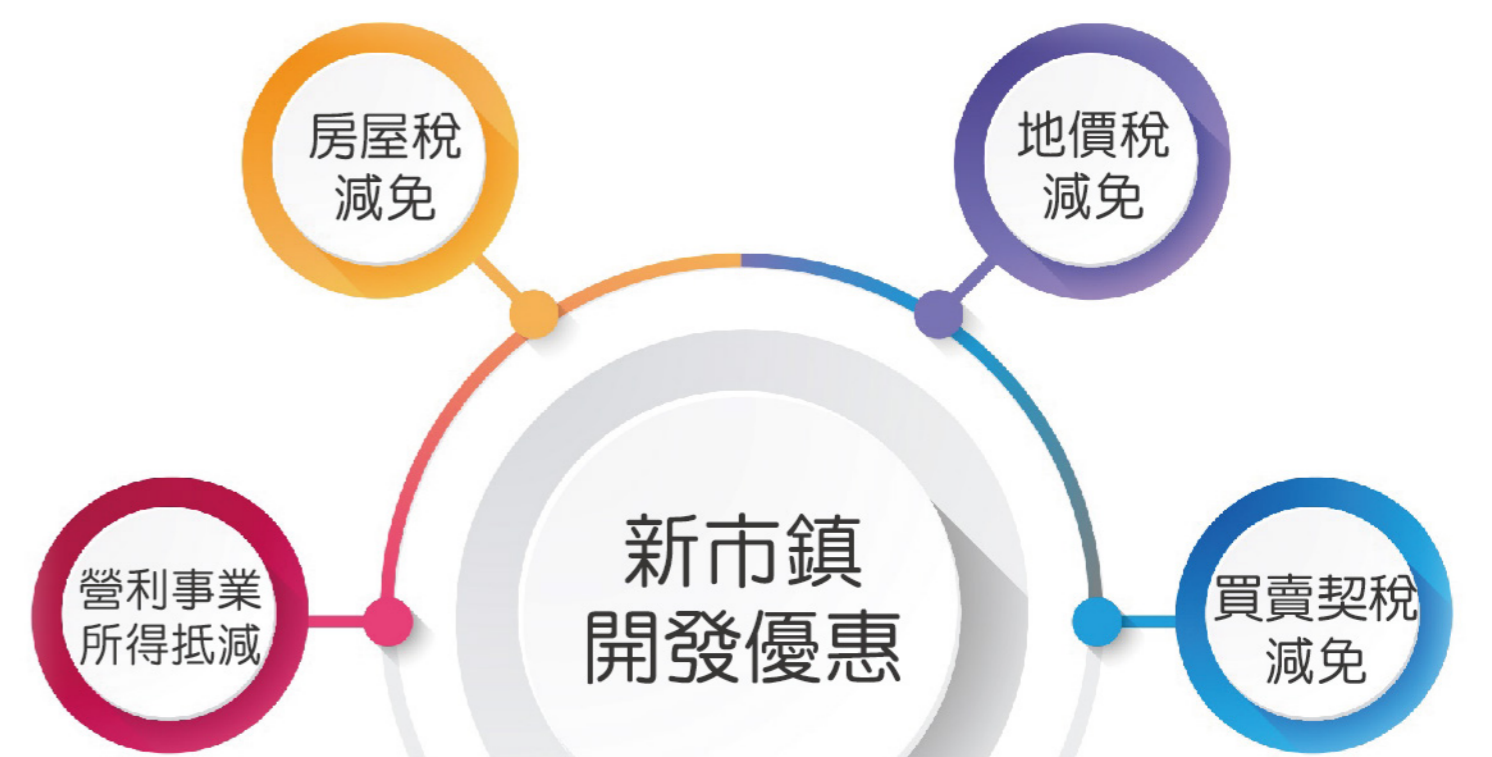 房屋稅
減免
地價稅
減免
營利事業
所得抵減
新市鎮
開發優惠
買賣契稅
減免